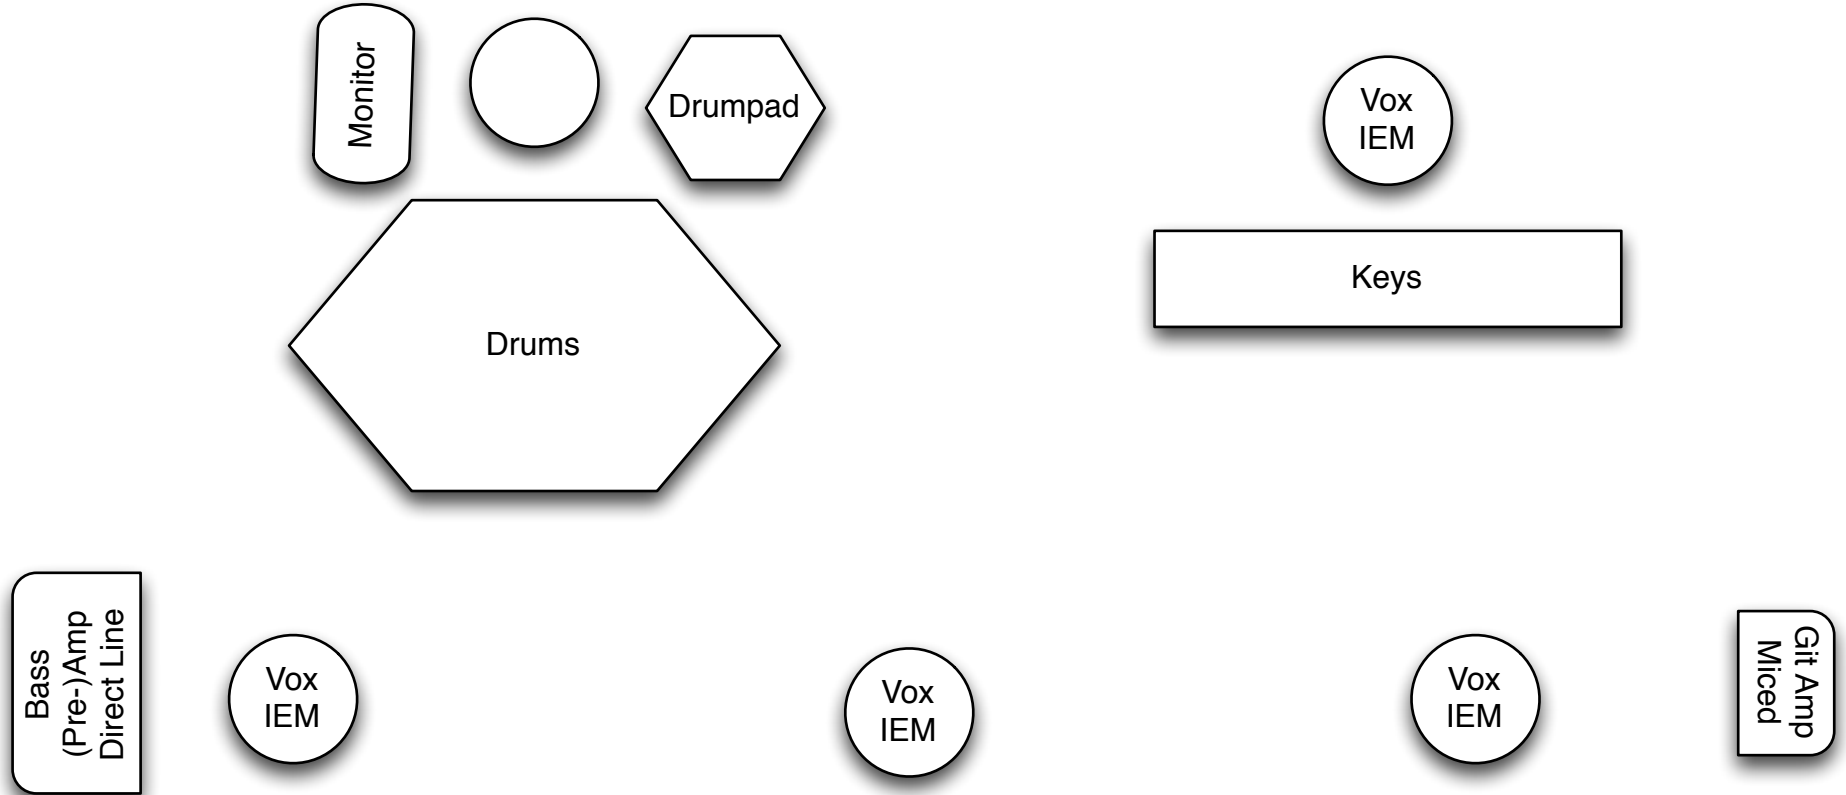 Monitor
Drumpad
Vox
IEM
Keys
Drums
Bass
(Pre-)Amp
Direct Line
Vox
IEM
Vox
IEM
Vox
IEM
Git Amp
Miced